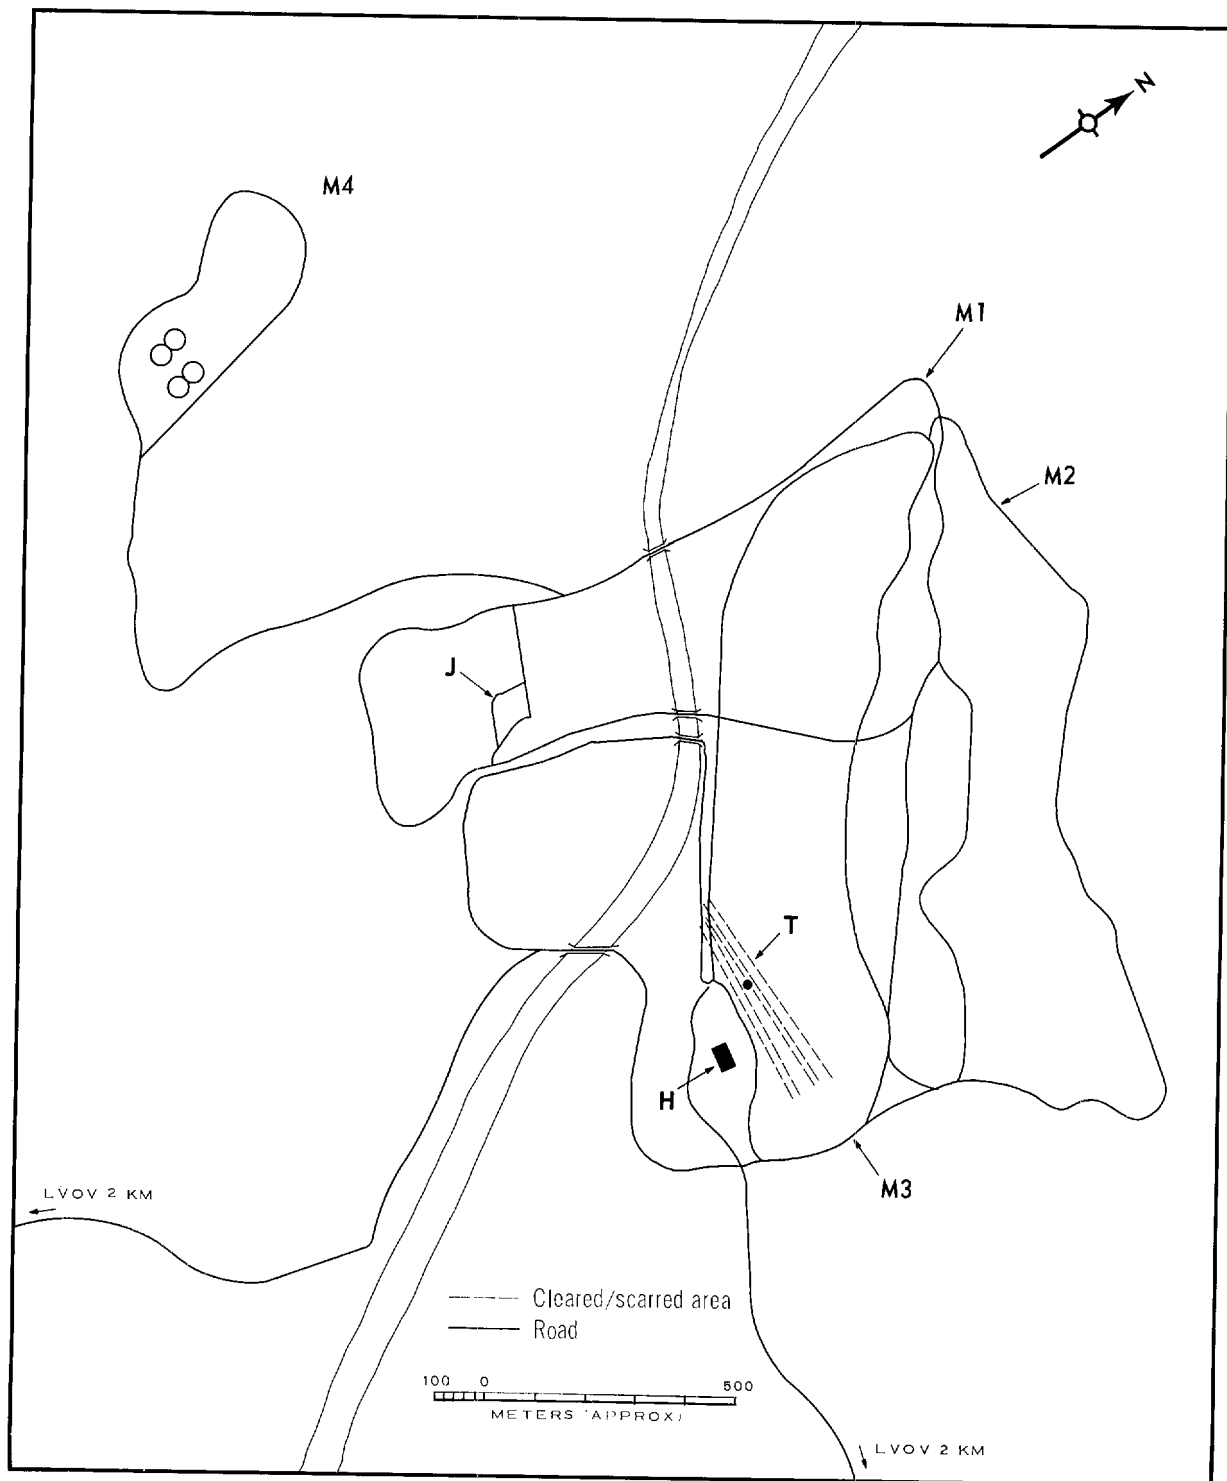 N
M4
M1
M2
J
T
H
M3
LVOV 2 KM
Cleared/scarred area
Road
100 0 500
METERS (APPROX)
LVOV 2 KM